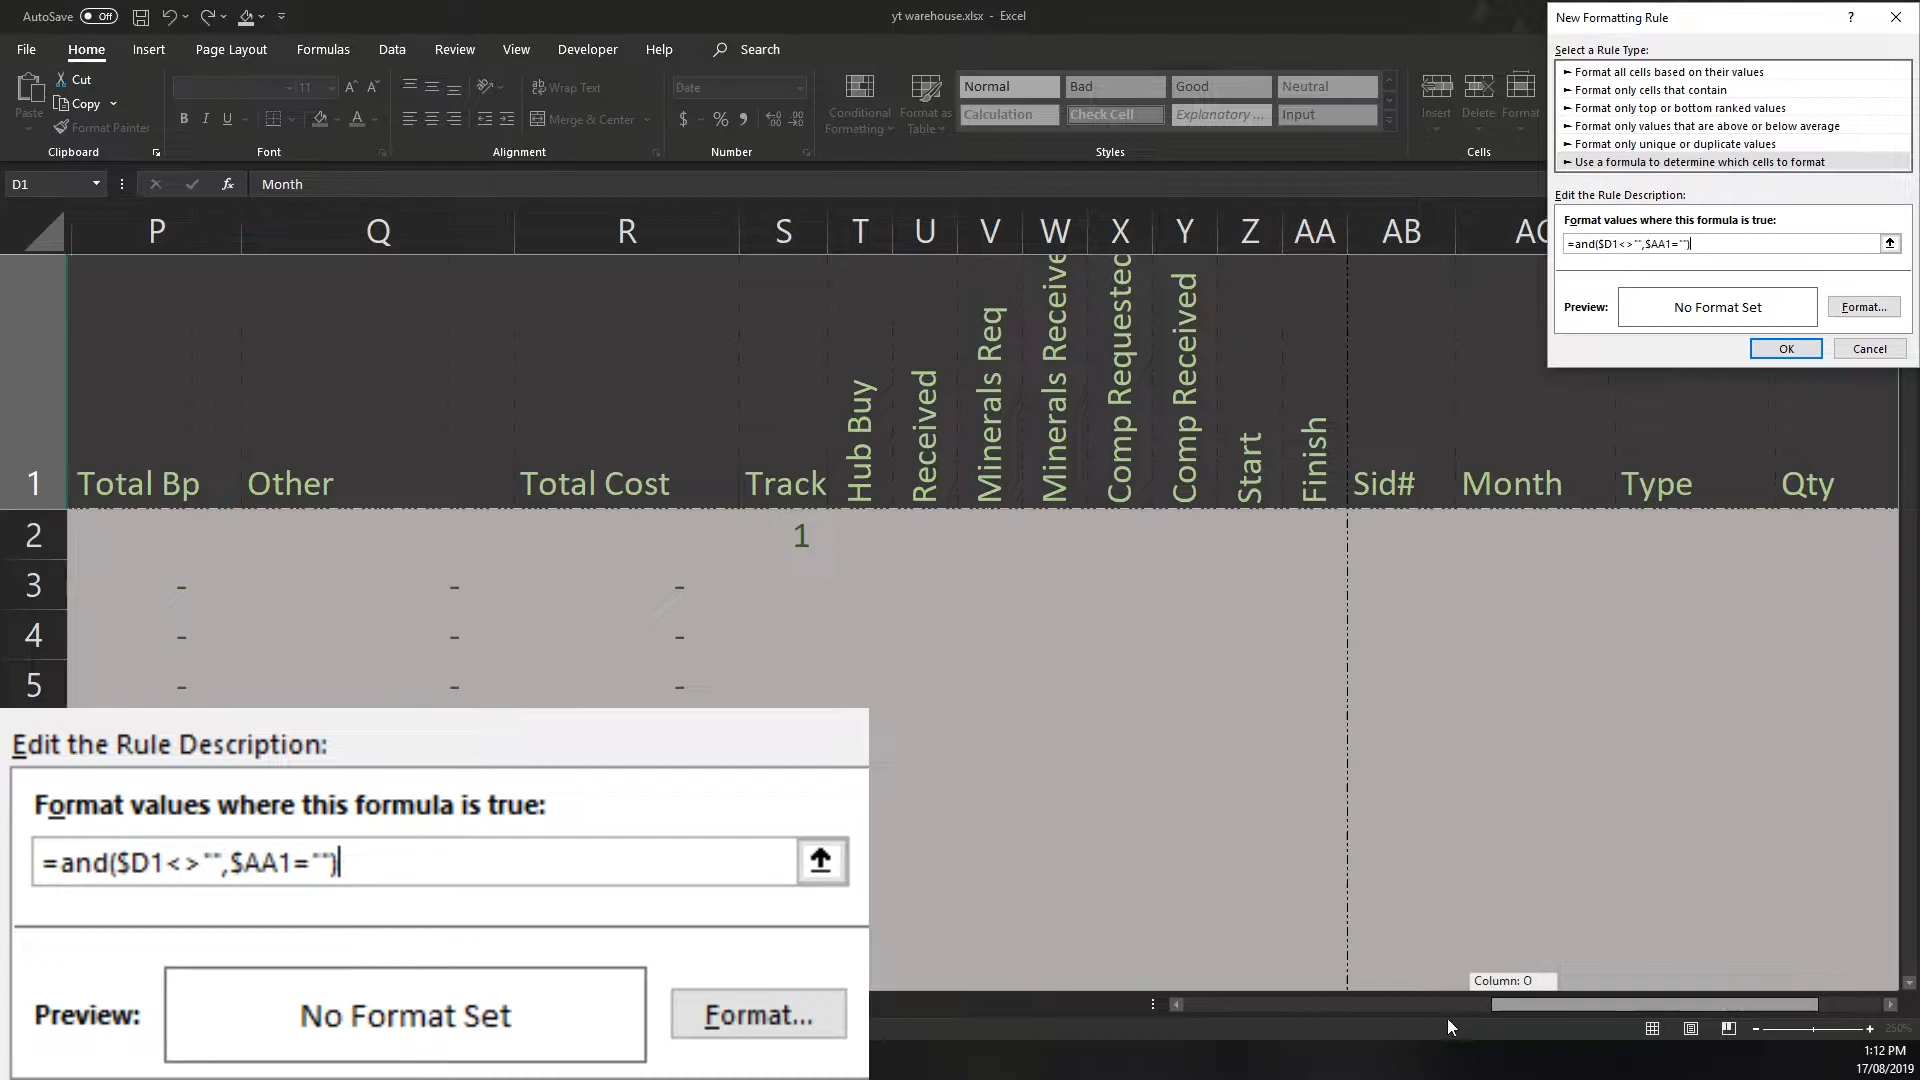 AutoSave Off
yt warehouse.xlsx - Excel
File Home Insert Page Layout Formulas Data Review View Developer Help Search
Paste
Cut
Copy
Format Painter
Clipboard
11
B I U
Font
Wrap Text
Merge & Center
Alignment
Date
$ % ,
Number
Conditional
Formatting
Format as
Table
Normal Bad Good Neutral
Calculation Check Cell Explanatory ... Input
Styles
Insert Delete Format
Cells
D1 fx Month
P Q R S T U V W X Y Z AA AB
1 Total Bp Other Total Cost Track Hub Buy Received Minerals Req Minerals Receive Comp Requested Comp Received Start Finish Sid# Month Type Qty
2 1
3 - - -
4 - - -
5 - - -
New Formatting Rule ?
Select a Rule Type:
► Format all cells based on their values
► Format only cells that contain
► Format only top or bottom ranked values
► Format only values that are above or below average
► Format only unique or duplicate values
► Use a formula to determine which cells to format
Edit the Rule Description:
Format values where this formula is true:
=and($D1<>"",$AA1="")
Preview: No Format Set Format...
OK Cancel
Edit the Rule Description:
Format values where this formula is true:
=and($D1<>"",$AA1="")
Preview: No Format Set Format...
Column: O
250%
1:12 PM
17/08/2019